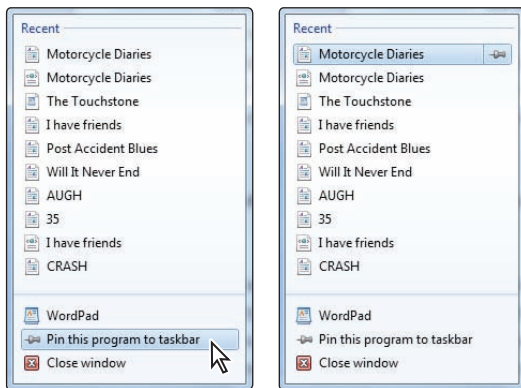 Recent
Motorcycle Diaries
Motorcycle Diaries
The Touchstone
I have friends
Post Accident Blues
Will It Never End
AUGH
35
I have friends
CRASH
WordPad
Pin this program to taskbar
Close window
Recent
Motorcycle Diaries
Motorcycle Diaries
The Touchstone
I have friends
Post Accident Blues
Will It Never End
AUGH
35
I have friends
CRASH
WordPad
Pin this program to taskbar
Close window